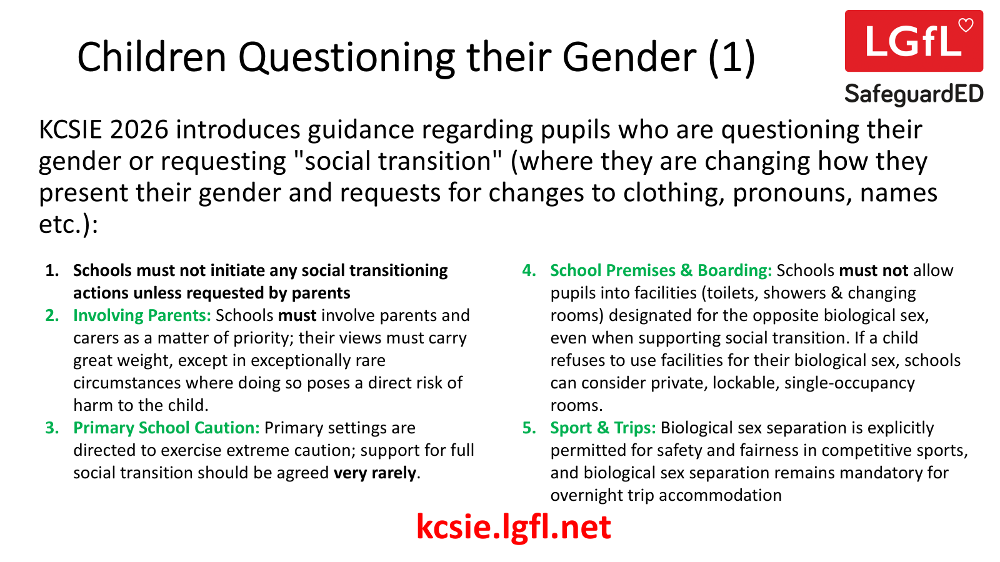 Children Questioning their Gender (1)
LGfL
SafeguardED
KCSIE 2026 introduces guidance regarding pupils who are questioning their
gender or requesting "social transition" (where they are changing how they
present their gender and requests for changes to clothing, pronouns, names
etc.):
1. Schools must not initiate any social transitioning
actions unless requested by parents
2. Involving Parents: Schools must involve parents and
carers as a matter of priority; their views must carry
great weight, except in exceptionally rare
circumstances where doing so poses a direct risk of
harm to the child.
3. Primary School Caution: Primary settings are
directed to exercise extreme caution; support for full
social transition should be agreed very rarely.
4. School Premises & Boarding: Schools must not allow
pupils into facilities (toilets, showers & changing
rooms) designated for the opposite biological sex,
even when supporting social transition. If a child
refuses to use facilities for their biological sex, schools
can consider private, lockable, single-occupancy
rooms.
5. Sport & Trips: Biological sex separation is explicitly
permitted for safety and fairness in competitive sports,
and biological sex separation remains mandatory for
overnight trip accommodation
kcsie.lgfl.net